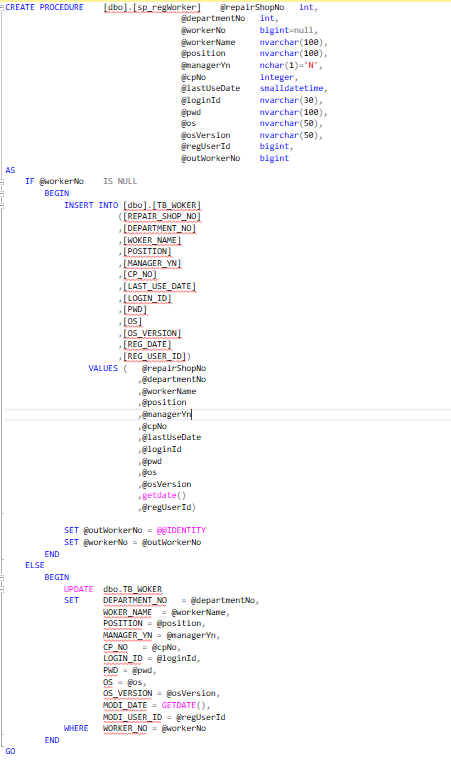 CREATE PROCEDURE [dbo].[sp_regWorker] @repairShopNo int,
@departmentNo int,
@workerNo bigint=null,
@workerName nvarchar(100),
@position nvarchar(100),
@managerYn nchar(1)='N',
@cpNo integer,
@lastUseDate smalldatetime,
@loginId nvarchar(30),
@pwd nvarchar(100),
@os nvarchar(50),
@osVersion nvarchar(50),
@regUserId bigint,
@outWorkerNo bigint
AS
IF @workerNo IS NULL
BEGIN
INSERT INTO [dbo].[TB_WOKER]
([REPAIR_SHOP_NO]
,[DEPARTMENT_NO]
,[WOKER_NAME]
,[POSITION]
,[MANAGER_YN]
,[CP_NO]
,[LAST_USE_DATE]
,[LOGIN_ID]
,[PWD]
,[OS]
,[OS_VERSION]
,[REG_DATE]
,[REG_USER_ID])
VALUES ( @repairShopNo
,@departmentNo
,@workerName
,@position
,@managerYn
,@cpNo
,@lastUseDate
,@loginId
,@pwd
,@os
,@osVersion
,getdate()
,@regUserId)
SET @outWorkerNo = @@IDENTITY
SET @workerNo = @outWorkerNo
END
ELSE
BEGIN
UPDATE dbo.TB_WOKER
SET DEPARTMENT_NO = @departmentNo,
WOKER_NAME = @workerName,
POSITION = @position,
MANAGER_YN = @managerYn,
CP_NO = @cpNo,
LOGIN_ID = @loginId,
PWD = @pwd,
OS = @os,
OS_VERSION = @osVersion,
MODI_DATE = GETDATE(),
MODI_USER_ID = @regUserId
WHERE WORKER_NO = @workerNo
END
GO